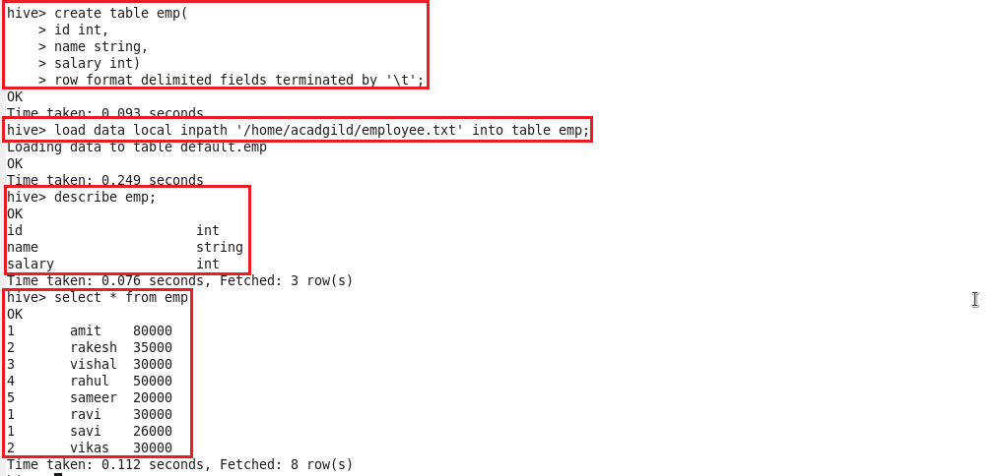 hive> create table emp(
    > id int,
    > name string,
    > salary int)
    > row format delimited fields terminated by '\t';
OK
Time taken: 0.093 seconds
hive> load data local inpath '/home/acadgild/employee.txt' into table emp;
Loading data to table default.emp
OK
Time taken: 0.249 seconds
hive> describe emp;
OK
id                      int
name                    string
salary                  int
Time taken: 0.076 seconds, Fetched: 3 row(s)
hive> select * from emp
OK
1       amit    80000
2       rakesh  35000
3       vishal  30000
4       rahul   50000
5       sameer  20000
1       ravi    30000
1       savi    26000
2       vikas   30000
Time taken: 0.112 seconds, Fetched: 8 row(s)